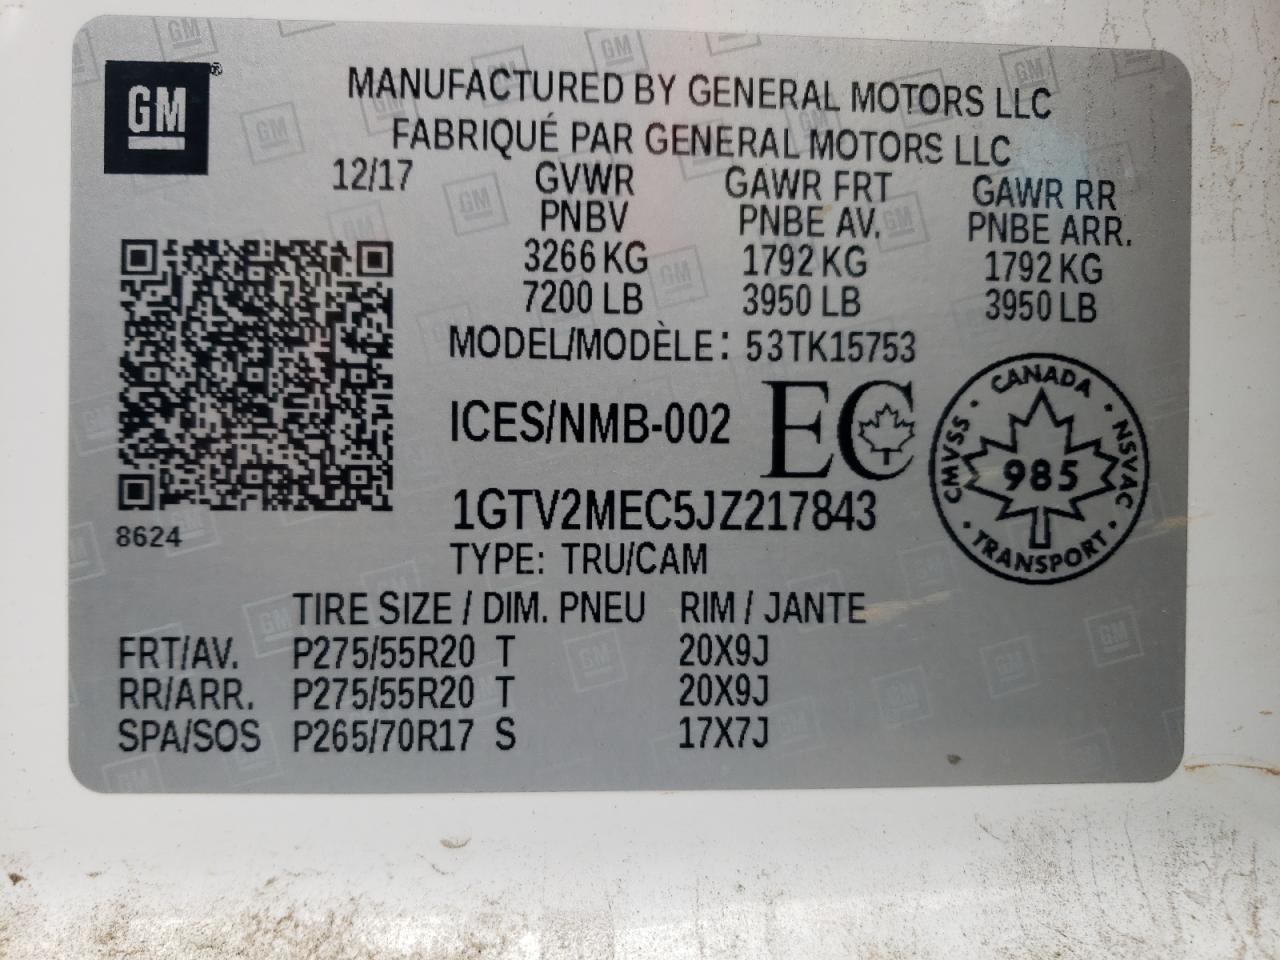 GM®
MANUFACTURED BY GENERAL MOTORS LLC
FABRIQUÉ PAR GENERAL MOTORS LLC
12/17 GVWR GAWR FRT GAWR RR
PNBV PNBE AV. PNBE ARR.
3266 KG 1792 KG 1792 KG
7200 LB 3950 LB 3950 LB
MODEL/MODÈLE: 53TK15753
ICES/NMB-002 EC
CANADA
CMVSS · 985 · NSVAC
TRANSPORT
1GTV2MEC5JZ217843
8624
TYPE: TRU/CAM
TIRE SIZE / DIM. PNEU RIM / JANTE
FRT/AV. P275/55R20 T 20X9J
RR/ARR. P275/55R20 T 20X9J
SPA/SOS P265/70R17 S 17X7J